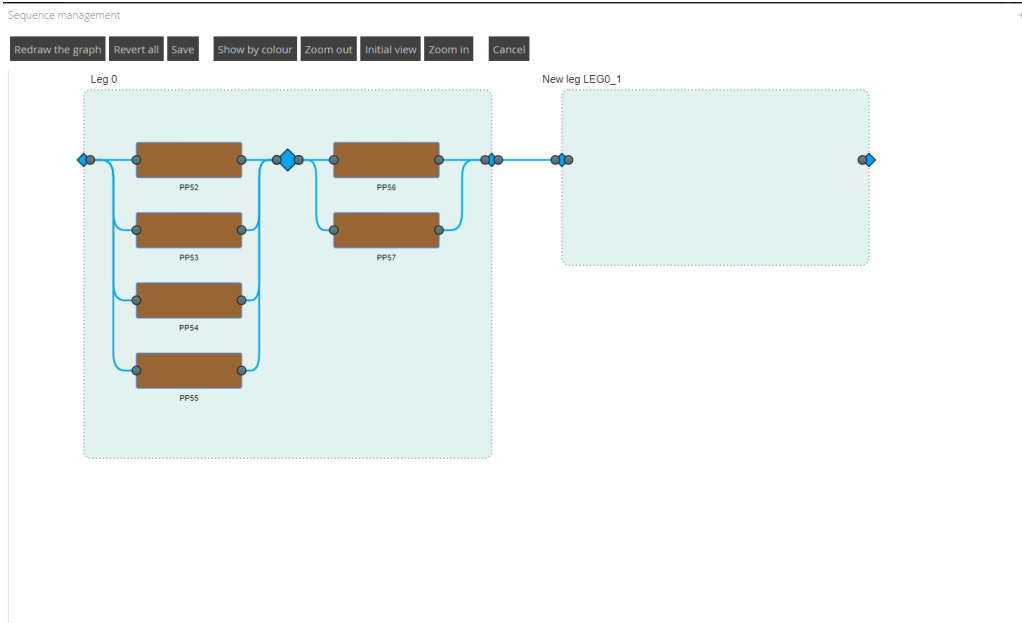 Sequence management
Redraw the graph Revert all Save Show by colour Zoom out Initial view Zoom in Cancel
Leg 0 New leg LEG0_1
PP52 PP56
PP53 PP57
PP54
PP55